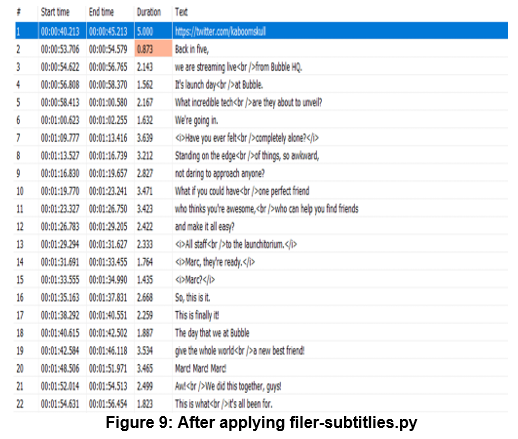 # Start time End time Duration Text
1 00:00:40.213 00:00:45.213 5.000 https://twitter.com/kaboomskull
2 00:00:53.706 00:00:54.579 0.873 Back in five,
3 00:00:54.622 00:00:56.765 2.143 we are streaming live<br />from Bubble HQ.
4 00:00:56.808 00:00:58.370 1.562 It's launch day<br />at Bubble.
5 00:00:58.413 00:01:00.580 2.167 What incredible tech<br />are they about to unveil?
6 00:01:00.623 00:01:02.255 1.632 We're going in.
7 00:01:09.777 00:01:13.416 3.639 <i>Have you ever felt<br />completely alone?</i>
8 00:01:13.527 00:01:16.739 3.212 Standing on the edge<br />of things, so awkward,
9 00:01:16.830 00:01:19.657 2.827 not daring to approach anyone?
10 00:01:19.770 00:01:23.241 3.471 What if you could have<br />one perfect friend
11 00:01:23.327 00:01:26.750 3.423 who thinks you're awesome,<br />who can help you find friends
12 00:01:26.783 00:01:29.205 2.422 and make it all easy?
13 00:01:29.294 00:01:31.627 2.333 <i>All staff<br />to the launchitorium.</i>
14 00:01:31.691 00:01:33.455 1.764 <i>Marc, they're ready.</i>
15 00:01:33.555 00:01:34.990 1.435 <i>Marc?</i>
16 00:01:35.163 00:01:37.831 2.668 So, this is it.
17 00:01:38.292 00:01:40.551 2.259 This is finally it!
18 00:01:40.615 00:01:42.502 1.887 The day that we at Bubble
19 00:01:42.584 00:01:46.118 3.534 give the whole world<br />a new best friend!
20 00:01:48.506 00:01:51.971 3.465 Marc! Marc! Marc!
21 00:01:52.014 00:01:54.513 2.499 Aw!<br />We did this together, guys!
22 00:01:54.631 00:01:56.454 1.823 This is what<br />it's all been for.
Figure 9: After applying filer-subtitlies.py